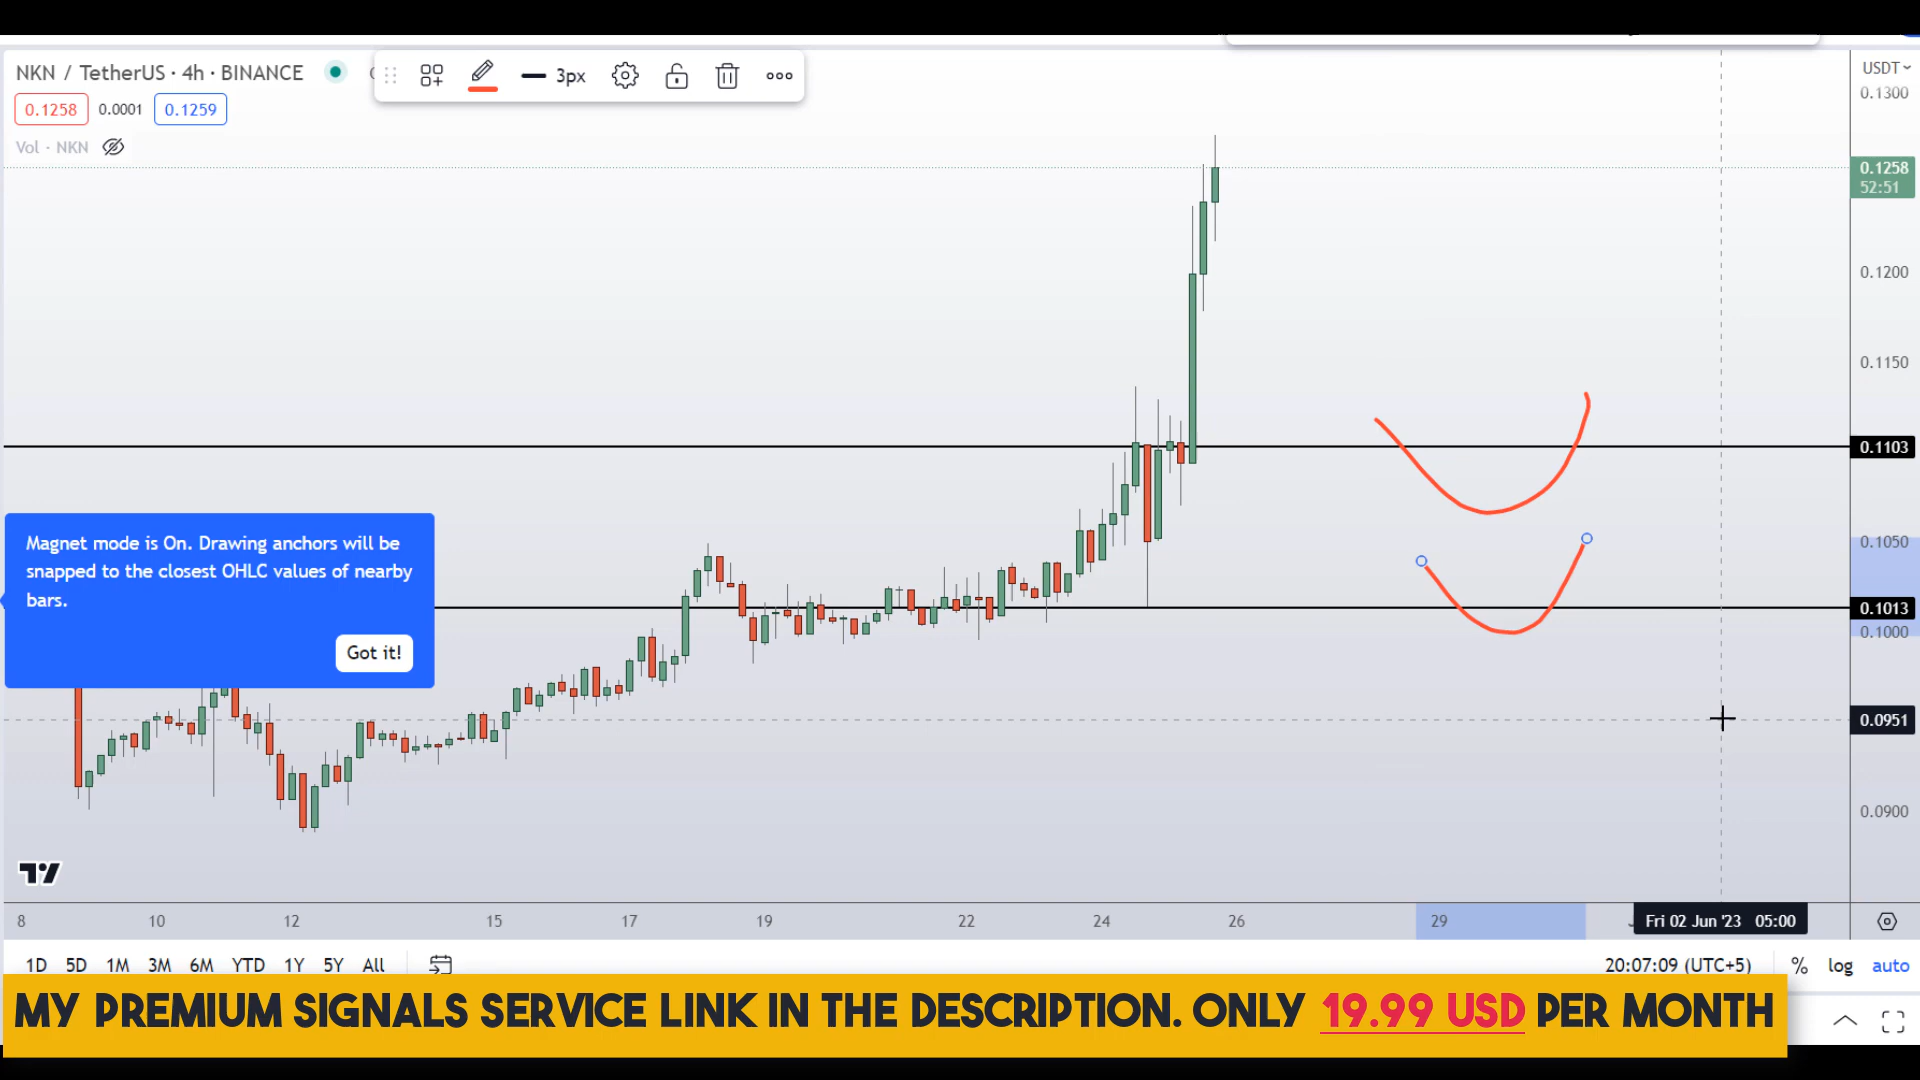 NKN / TetherUS · 4h · BINANCE
3px
0.1258 0.0001 0.1259
Vol · NKN
USDT
0.1300
0.1258
52:51
0.1200
0.1150
0.1103
0.1050
0.1013
0.1000
0.0951
0.0900
Magnet mode is On. Drawing anchors will be
snapped to the closest OHLC values of nearby
bars.
Got it!
8 10 12 15 17 19 22 24 26 29 Fri 02 Jun '23 05:00
1D 5D 1M 3M 6M YTD 1Y 5Y All 20:07:09 (UTC+5) % log auto
MY PREMIUM SIGNALS SERVICE LINK IN THE DESCRIPTION. ONLY 19.99 USD PER MONTH